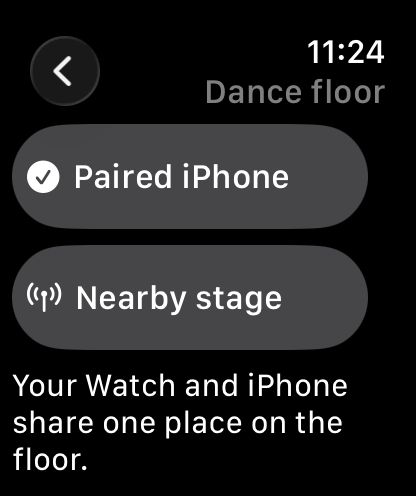 11:24
Dance floor
Paired iPhone
Nearby stage
Your Watch and iPhone
share one place on the
floor.